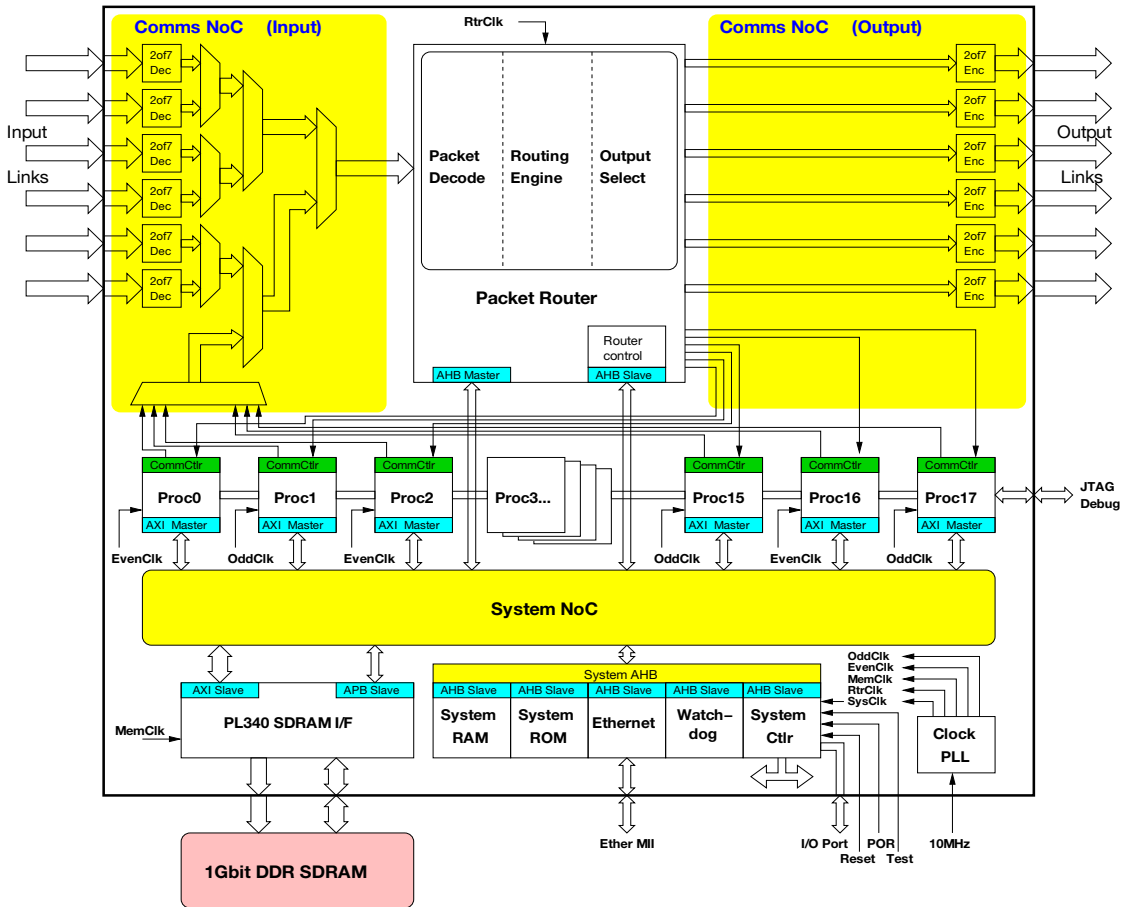 Comms NoC (Input)
RtrClk
Comms NoC (Output)
2of7
Dec
2of7
Dec
2of7
Dec
2of7
Dec
2of7
Dec
2of7
Dec
Input
Links
Packet
Decode
Routing
Engine
Output
Select
Packet Router
Router
control
AHB Master
AHB Slave
2of7
Enc
2of7
Enc
2of7
Enc
2of7
Enc
2of7
Enc
2of7
Enc
Output
Links
CommCtlr
Proc0
AXI Master
EvenClk
CommCtlr
Proc1
AXI Master
OddClk
CommCtlr
Proc2
AXI Master
EvenClk
Proc3...
CommCtlr
Proc15
AXI Master
OddClk
CommCtlr
Proc16
AXI Master
EvenClk
CommCtlr
Proc17
AXI Master
OddClk
JTAG
Debug
System NoC
AXI Slave
APB Slave
PL340 SDRAM I/F
MemClk
System AHB
AHB Slave
AHB Slave
AHB Slave
AHB Slave
AHB Slave
System
RAM
System
ROM
Ethernet
Watch-
dog
System
Ctlr
OddClk
EvenClk
MemClk
RtrClk
SysClk
Clock
PLL
1Gbit DDR SDRAM
Ether MII
I/O Port
Reset
POR
Test
10MHz